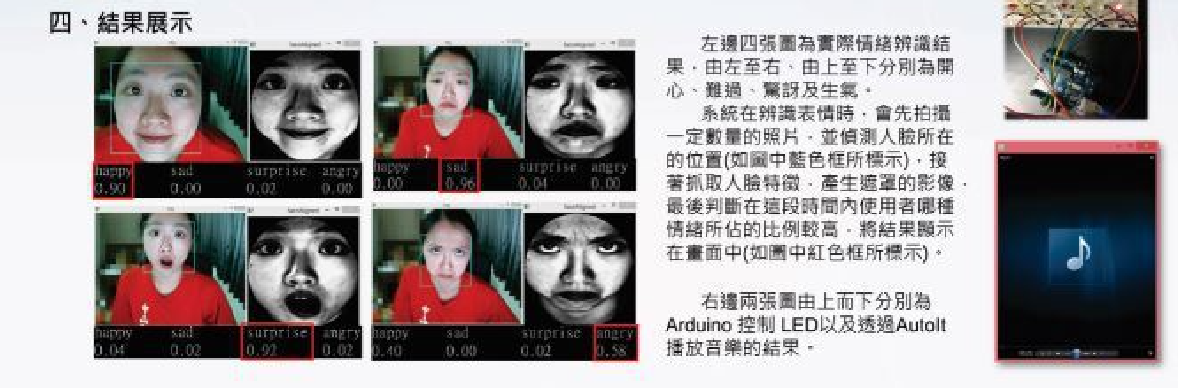 四、結果展示
happy sad surprise angry
0.90 0.00 0.02 0.00
happy sad surprise angry
0.00 0.96 0.04 0.00
happy sad surprise angry
0.04 0.02 0.92 0.02
happy sad surprise angry
0.40 0.00 0.02 0.58
左邊四張圖為實際情緒辨識結
果，由左至右、由上至下分別為開
心、難過、驚訝及生氣。
系統在辨識表情時，會先拍攝
一定數量的照片，並偵測人臉所在
的位置(如圖中藍色框所標示)，接
著抓取人臉特徵，產生遮罩的影像，
最後判斷在這段時間內使用者哪種
情緒所佔的比例較高，將結果顯示
在畫面中(如圖中紅色框所標示)。
右邊兩張圖由上而下分別為
Arduino 控制 LED以及透過AutoIt
播放音樂的結果。